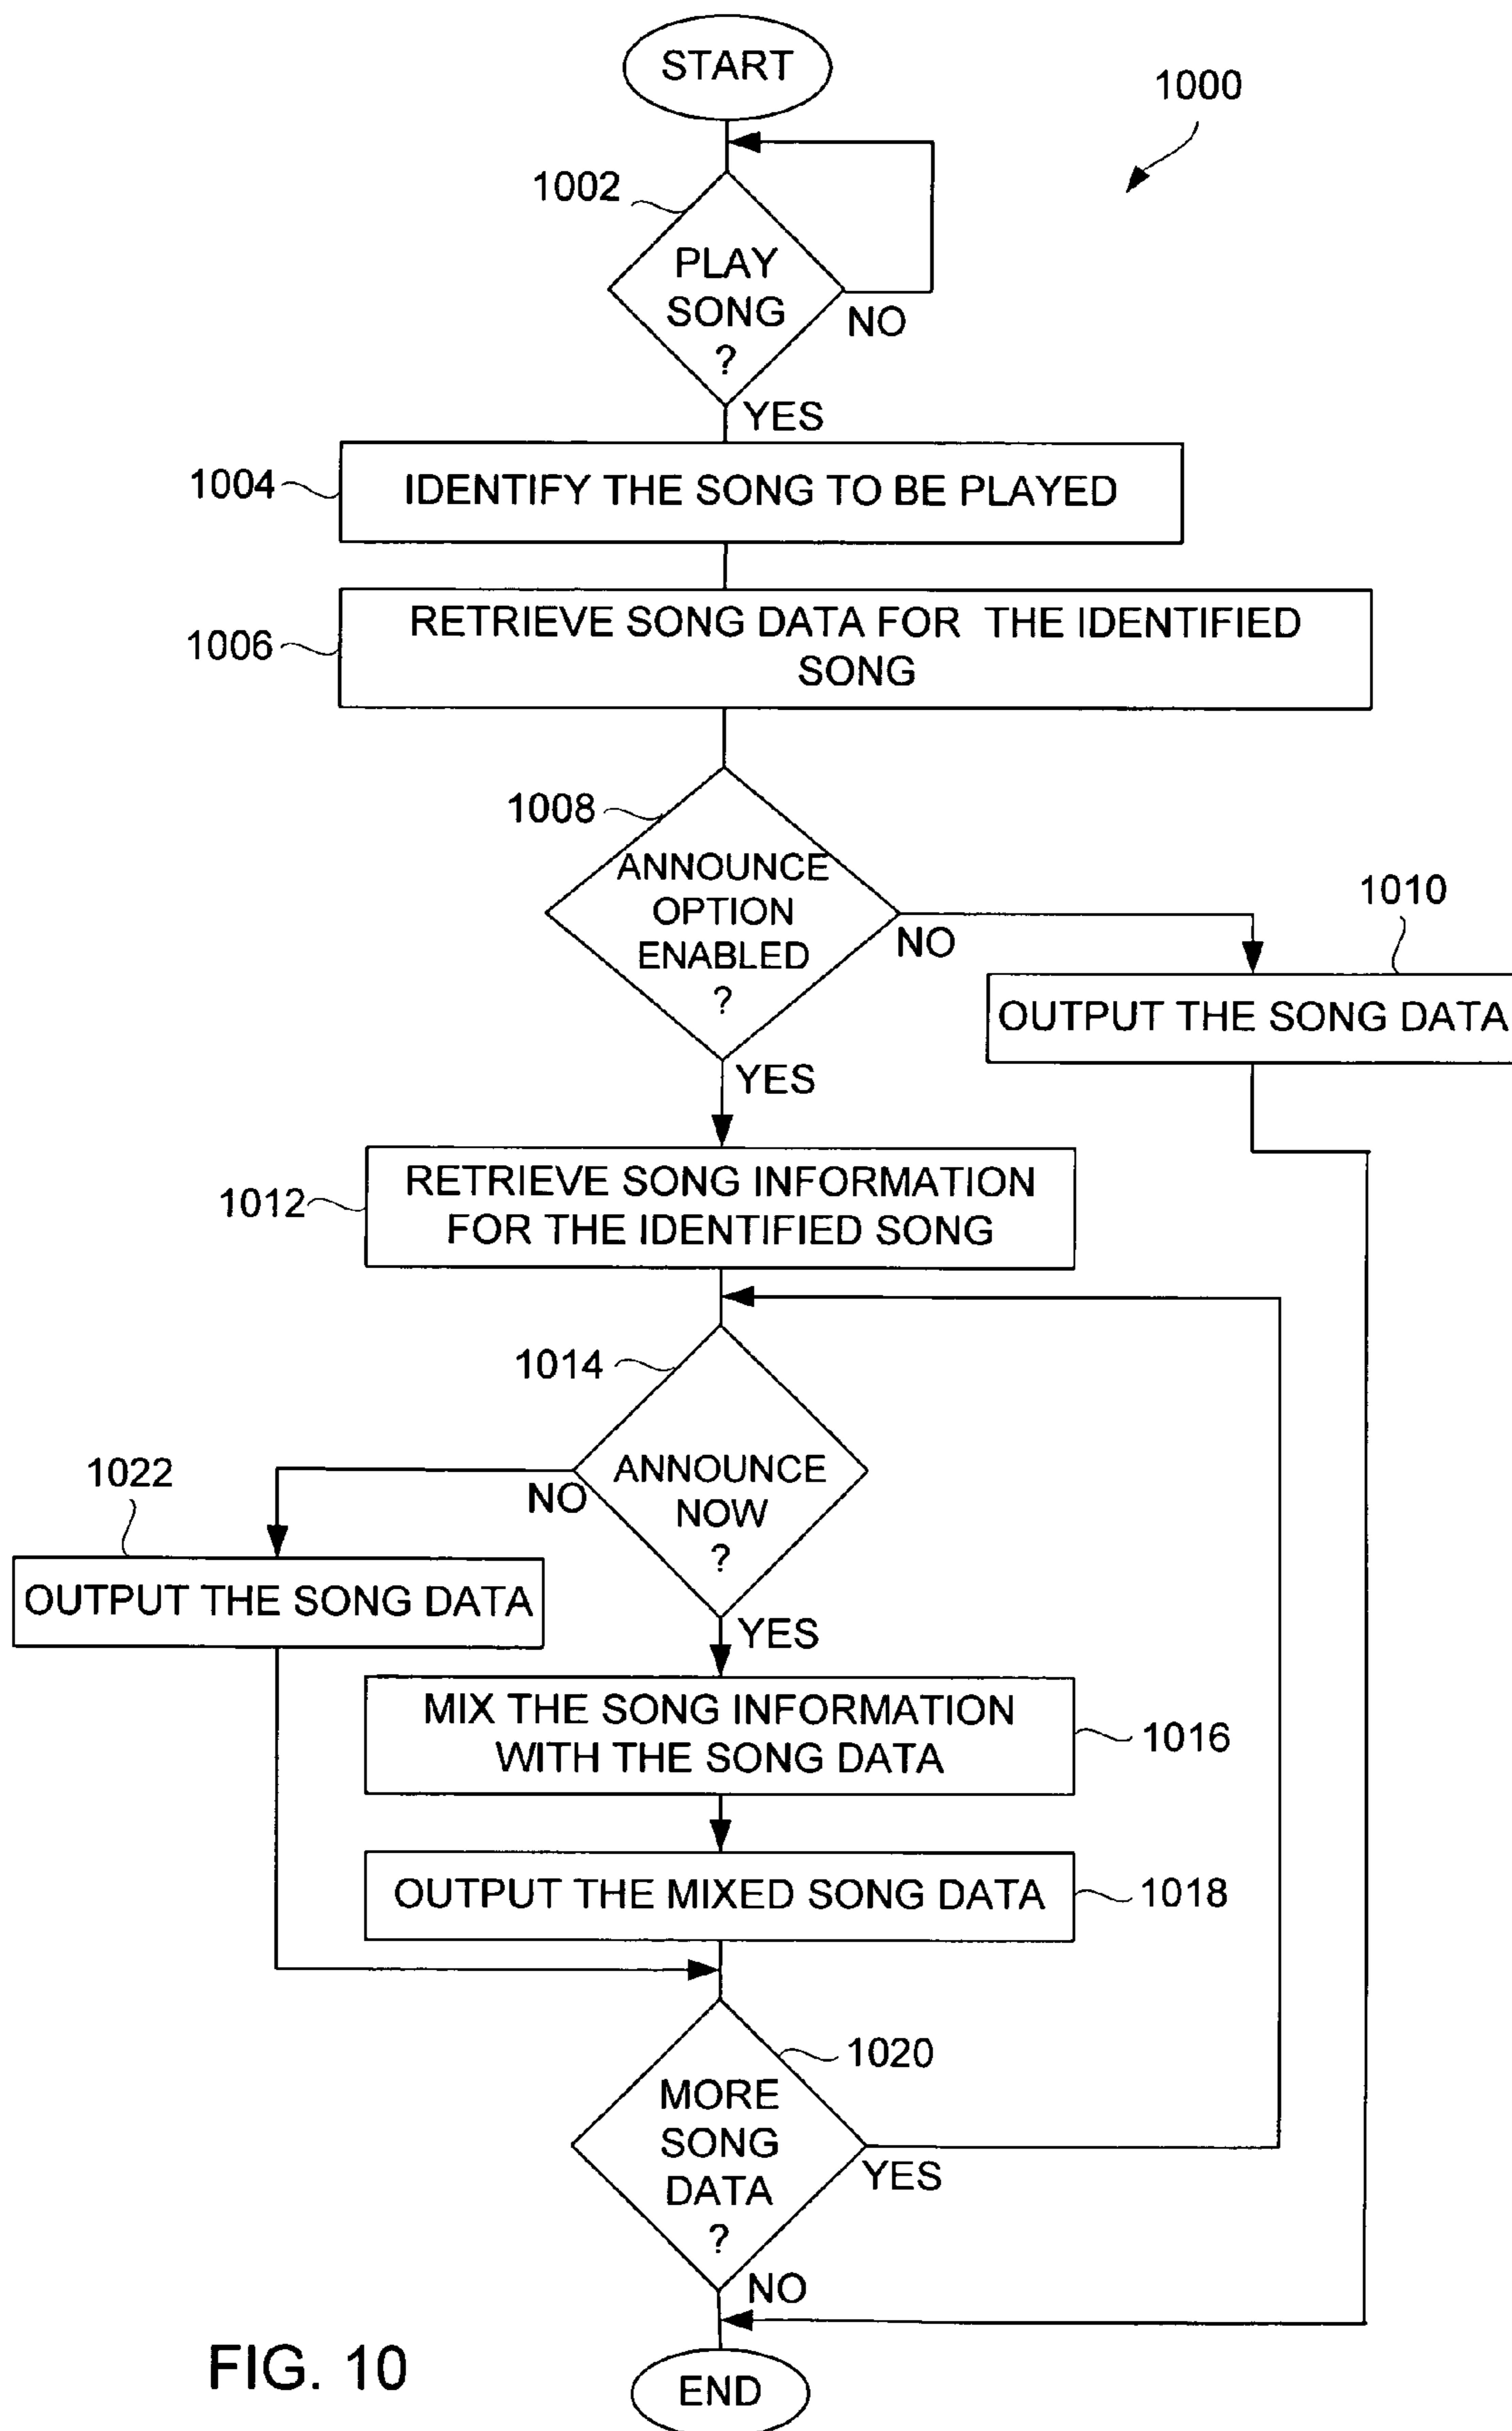 START
1000
1002
PLAY
SONG
?
NO
YES
1004
IDENTIFY THE SONG TO BE PLAYED
1006
RETRIEVE SONG DATA FOR THE IDENTIFIED
SONG
1008
ANNOUNCE
OPTION
ENABLED
?
NO
1010
OUTPUT THE SONG DATA
YES
1012
RETRIEVE SONG INFORMATION
FOR THE IDENTIFIED SONG
1014
ANNOUNCE
NOW
?
NO
1022
OUTPUT THE SONG DATA
YES
MIX THE SONG INFORMATION
WITH THE SONG DATA
1016
OUTPUT THE MIXED SONG DATA
1018
1020
MORE
SONG
DATA
?
YES
NO
END
FIG. 10